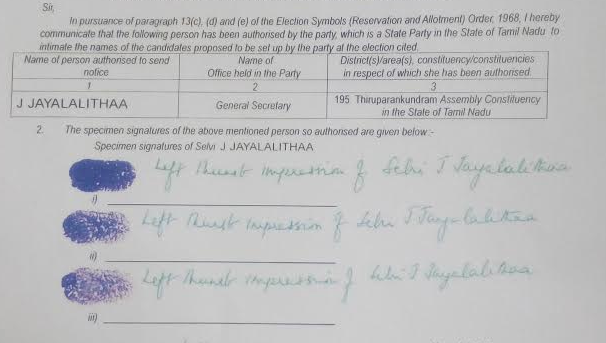 Sir,
In pursuance of paragraph 13(c), (d) and (e) of the Election Symbols (Reservation and Allotment) Order, 1968, I hereby
communicate that the following person has been authorised by the party, which is a State Party in the State of Tamil Nadu to
intimate the names of the candidates proposed to be set up by the party at the election cited.
Name of person authorised to send notice
Name of Office held in the Party
District(s)/area(s), constituency/constituencies in respect of which she has been authorised.
1 2 3
J JAYALALITHAA
General Secretary
195 Thiruparankundram Assembly Constituency in the State of Tamil Nadu
2. The specimen signatures of the above mentioned person so authorised are given below:-
Specimen signatures of Selvi J JAYALALITHAA
Left Thumb impression of Selvi J Jayalalithaa
i)
Left Thumb impression of Selvi J Jayalalithaa
ii)
Left Thumb impression of Selvi J Jayalalithaa
iii)